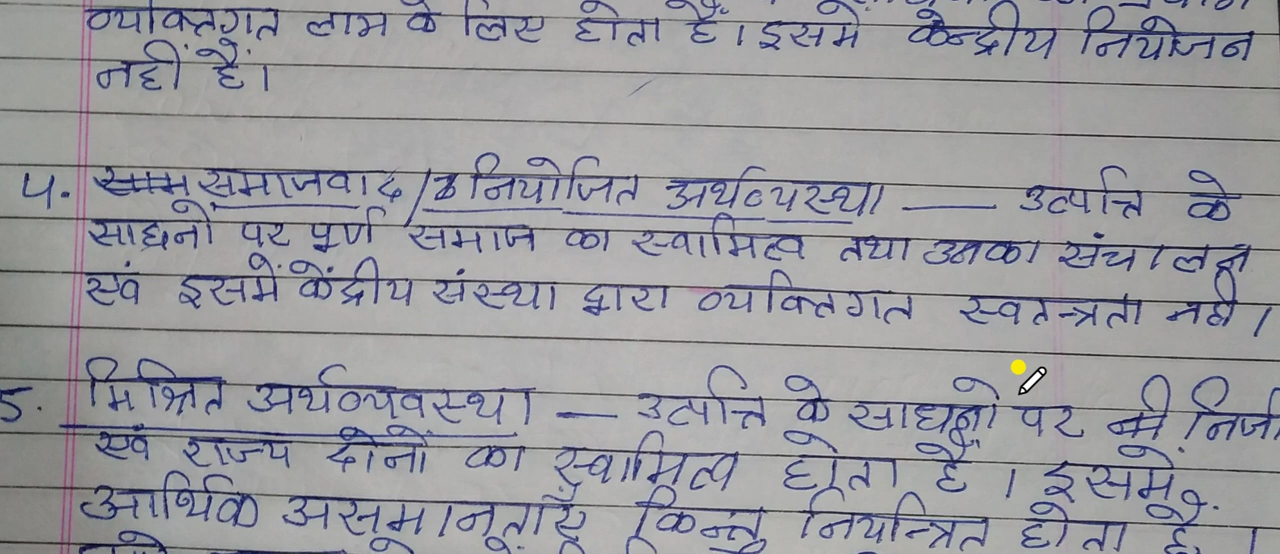 व्यक्तिगत लाभ के लिए होता है। इसमें केन्द्रीय नियोजन
नहीं है।
4. समाजवाद / नियोजित अर्थव्यस्था — उत्पत्ति के
साधनों पर पूर्ण समाज का स्वामित्व तथा उनका संचालन
एवं इसमें केंद्रीय संस्था द्वारा व्यक्तिगत स्वतन्त्रता नहीं।
5. मिश्रित अर्थव्यवस्था — उत्पत्ति के साधनों पर निजी
एवं राज्य दोनों का स्वामित्व होता है। इसमें
आर्थिक असमानताएँ किन्तु नियन्त्रित होता है।